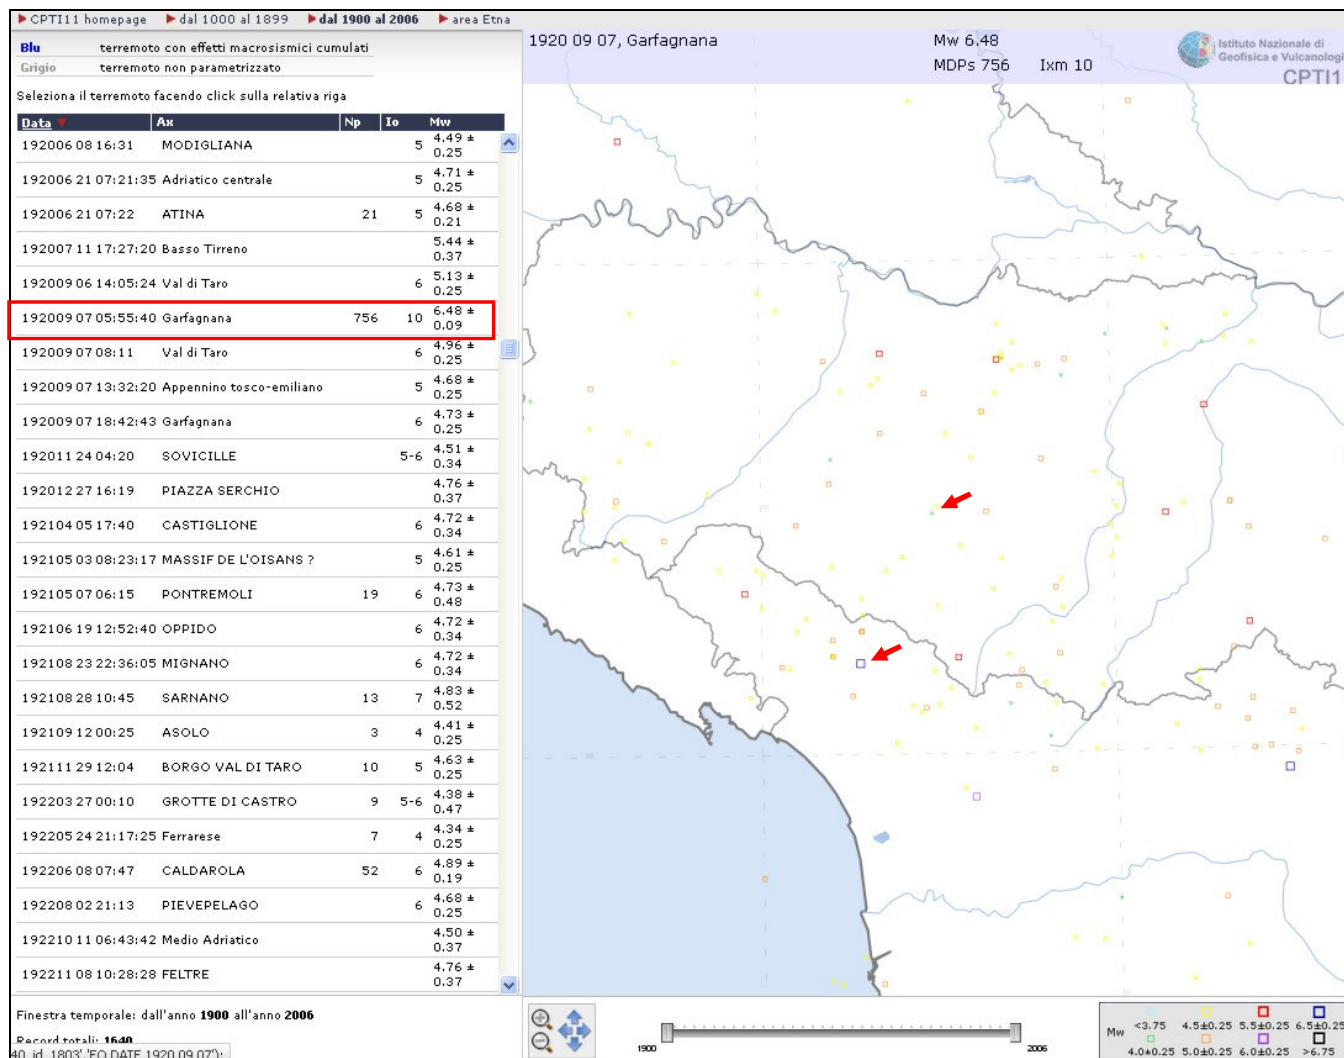 CPTI11 homepage dal 1000 al 1899 dal 1900 al 2006 area Etna
Blu terremoto con effetti macrosismici cumulati
Grigio terremoto non parametrizzato
Seleziona il terremoto facendo click sulla relativa riga
Data Ax Np Io Mw
1920 06 08 16:31 MODIGLIANA 5 4.49 ± 0.25
1920 06 21 07:21:35 Adriatico centrale 5 4.71 ± 0.25
1920 06 21 07:22 ATINA 21 5 4.68 ± 0.21
1920 07 11 17:27:20 Basso Tirreno 5.44 ± 0.37
1920 09 06 14:05:24 Val di Taro 6 5.13 ± 0.25
1920 09 07 05:55:40 Garfagnana 756 10 6.48 ± 0.09
1920 09 07 08:11 Val di Taro 6 4.96 ± 0.25
1920 09 07 13:32:20 Appennino tosco-emiliano 5 4.68 ± 0.25
1920 09 07 18:42:43 Garfagnana 6 4.73 ± 0.25
1920 11 24 04:20 SOVICILLE 5-6 4.51 ± 0.34
1920 12 27 16:19 PIAZZA SERCHIO 4.76 ± 0.37
1921 04 05 17:40 CASTIGLIONE 6 4.72 ± 0.34
1921 05 03 08:23:17 MASSIF DE L'OISANS ? 5 4.61 ± 0.25
1921 05 07 06:15 PONTREMOLI 19 6 4.73 ± 0.48
1921 06 19 12:52:40 OPPIDO 6 4.72 ± 0.34
1921 08 23 22:36:05 MIGNANO 6 4.72 ± 0.34
1921 08 28 10:45 SARNANO 13 7 4.83 ± 0.52
1921 09 12 00:25 ASOLO 3 4 4.41 ± 0.25
1921 11 29 12:04 BORGO VAL DI TARO 10 5 4.63 ± 0.25
1922 03 27 00:10 GROTTE DI CASTRO 9 5-6 4.38 ± 0.47
1922 05 24 21:17:25 Ferrarese 7 4 4.34 ± 0.25
1922 06 08 07:47 CALDAROLA 52 6 4.89 ± 0.19
1922 08 02 21:13 PIEVEPELAGO 6 4.68 ± 0.25
1922 10 11 06:43:42 Medio Adriatico 4.50 ± 0.37
1922 11 08 10:28:28 FELTRE 4.76 ± 0.37
Finestra temporale: dall'anno 1900 all'anno 2006
Record totali: 1640
40, id_1803','EQ_DATE 1920 09 07');
1920 09 07, Garfagnana Mw 6.48
MDPs 756 Ixm 10
Istituto Nazionale di
Geofisica e Vulcanologi
CPTI1
1900 2006
Mw <3.75 4.5±0.25 5.5±0.25 6.5±0.25
4.0±0.25 5.0±0.25 6.0±0.25 >6.75